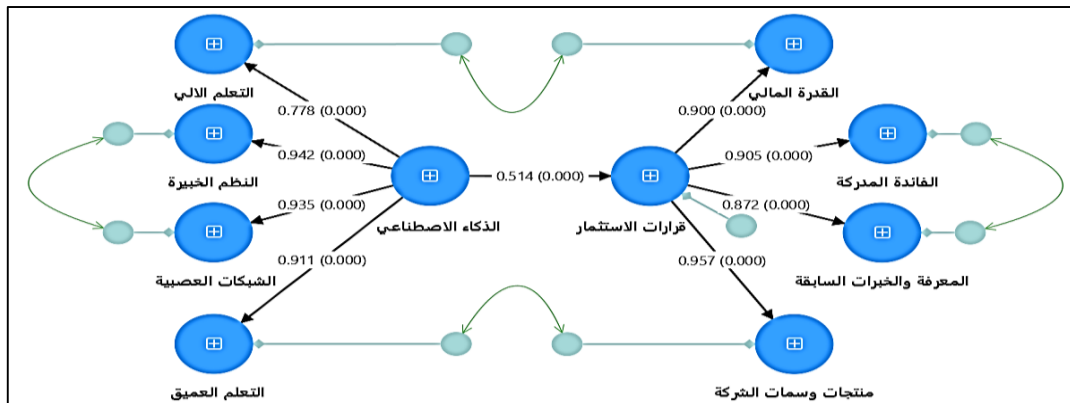 التعلم الالي
القدرة المالي
0.778 (0.000)
0.900 (0.000)
0.942 (0.000)
0.905 (0.000)
النظم الخبيرة
الفائدة المدركة
0.514 (0.000)
0.935 (0.000)
0.872 (0.000)
الذكاء الاصطناعي
قرارات الاستثمار
0.911 (0.000)
0.957 (0.000)
الشبكات العصبية
المعرفة والخبرات السابقة
التعلم العميق
منتجات وسمات الشركة